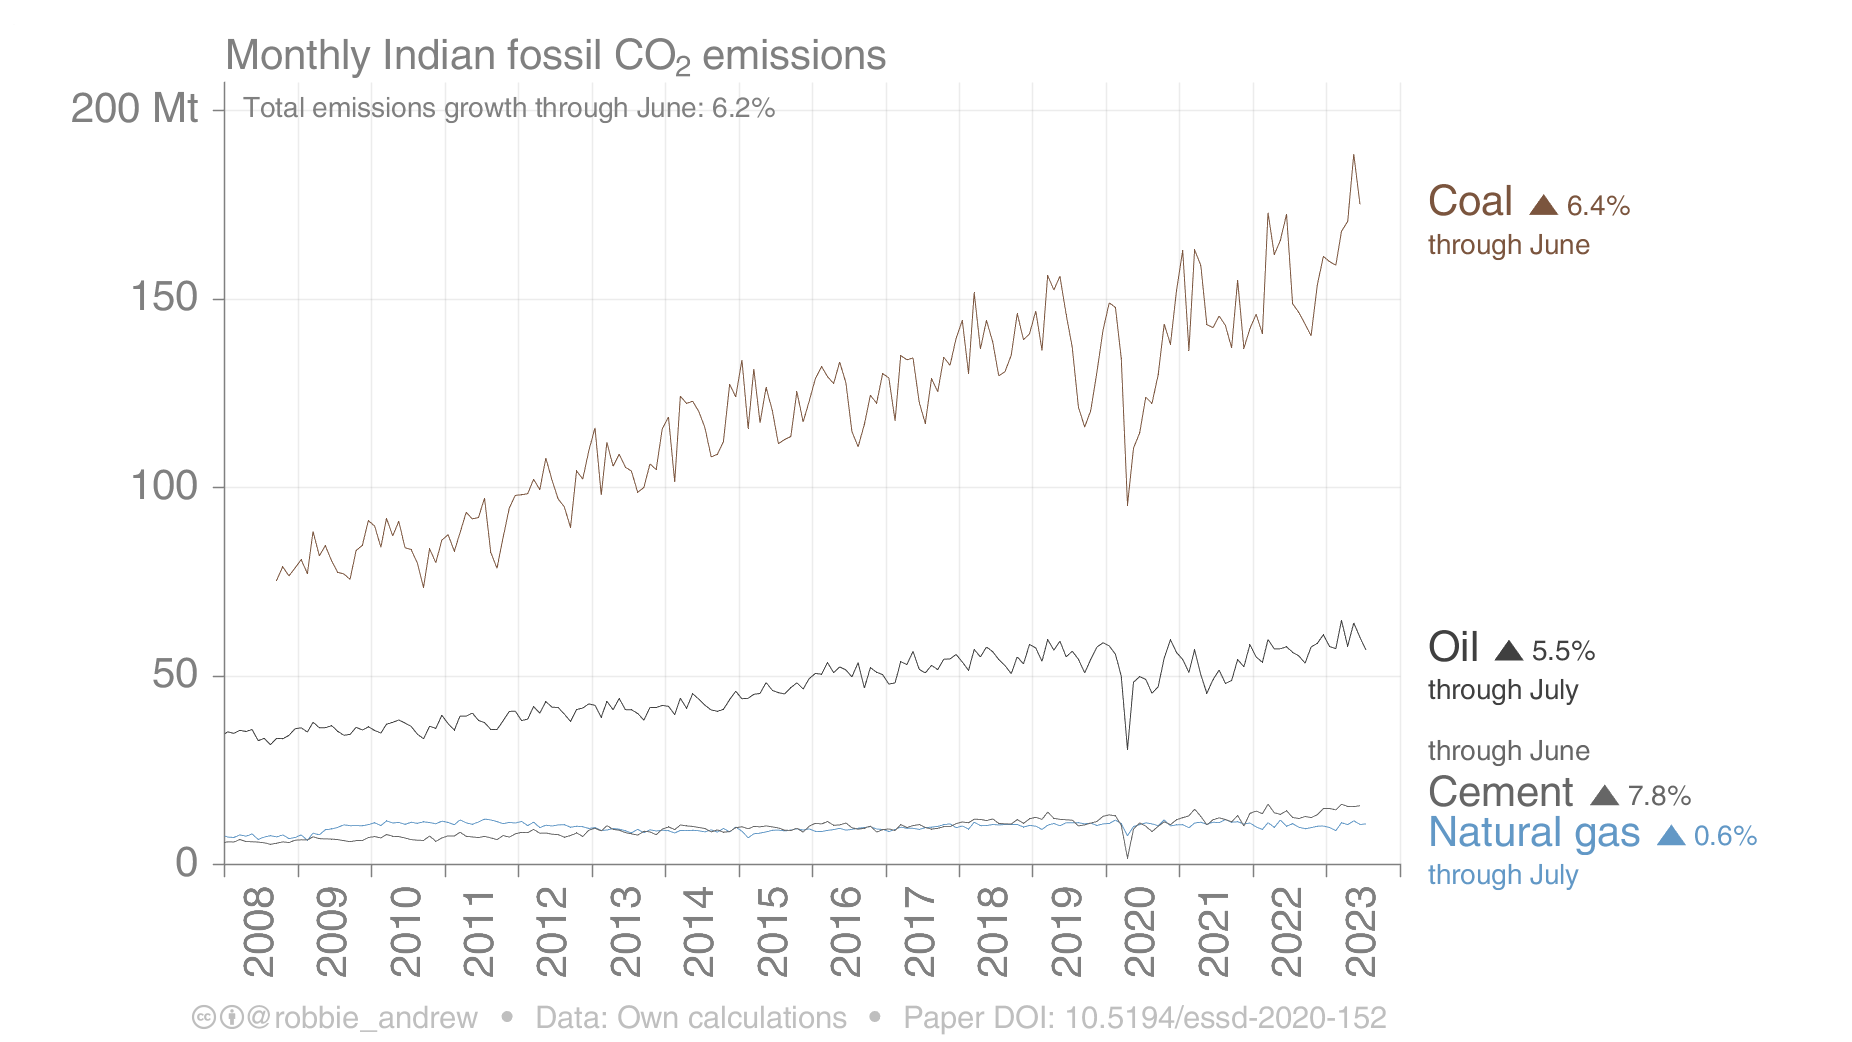 Monthly Indian fossil CO₂ emissions
Total emissions growth through June: 6.2%
200 Mt
150
100
50
0
Coal ▲ 6.4%
through June
Oil ▲ 5.5%
through July
through June
Cement ▲ 7.8%
Natural gas ▲ 0.6%
through July
2008 2009 2010 2011 2012 2013 2014 2015 2016 2017 2018 2019 2020 2021 2022 2023
@robbie_andrew • Data: Own calculations • Paper DOI: 10.5194/essd-2020-152